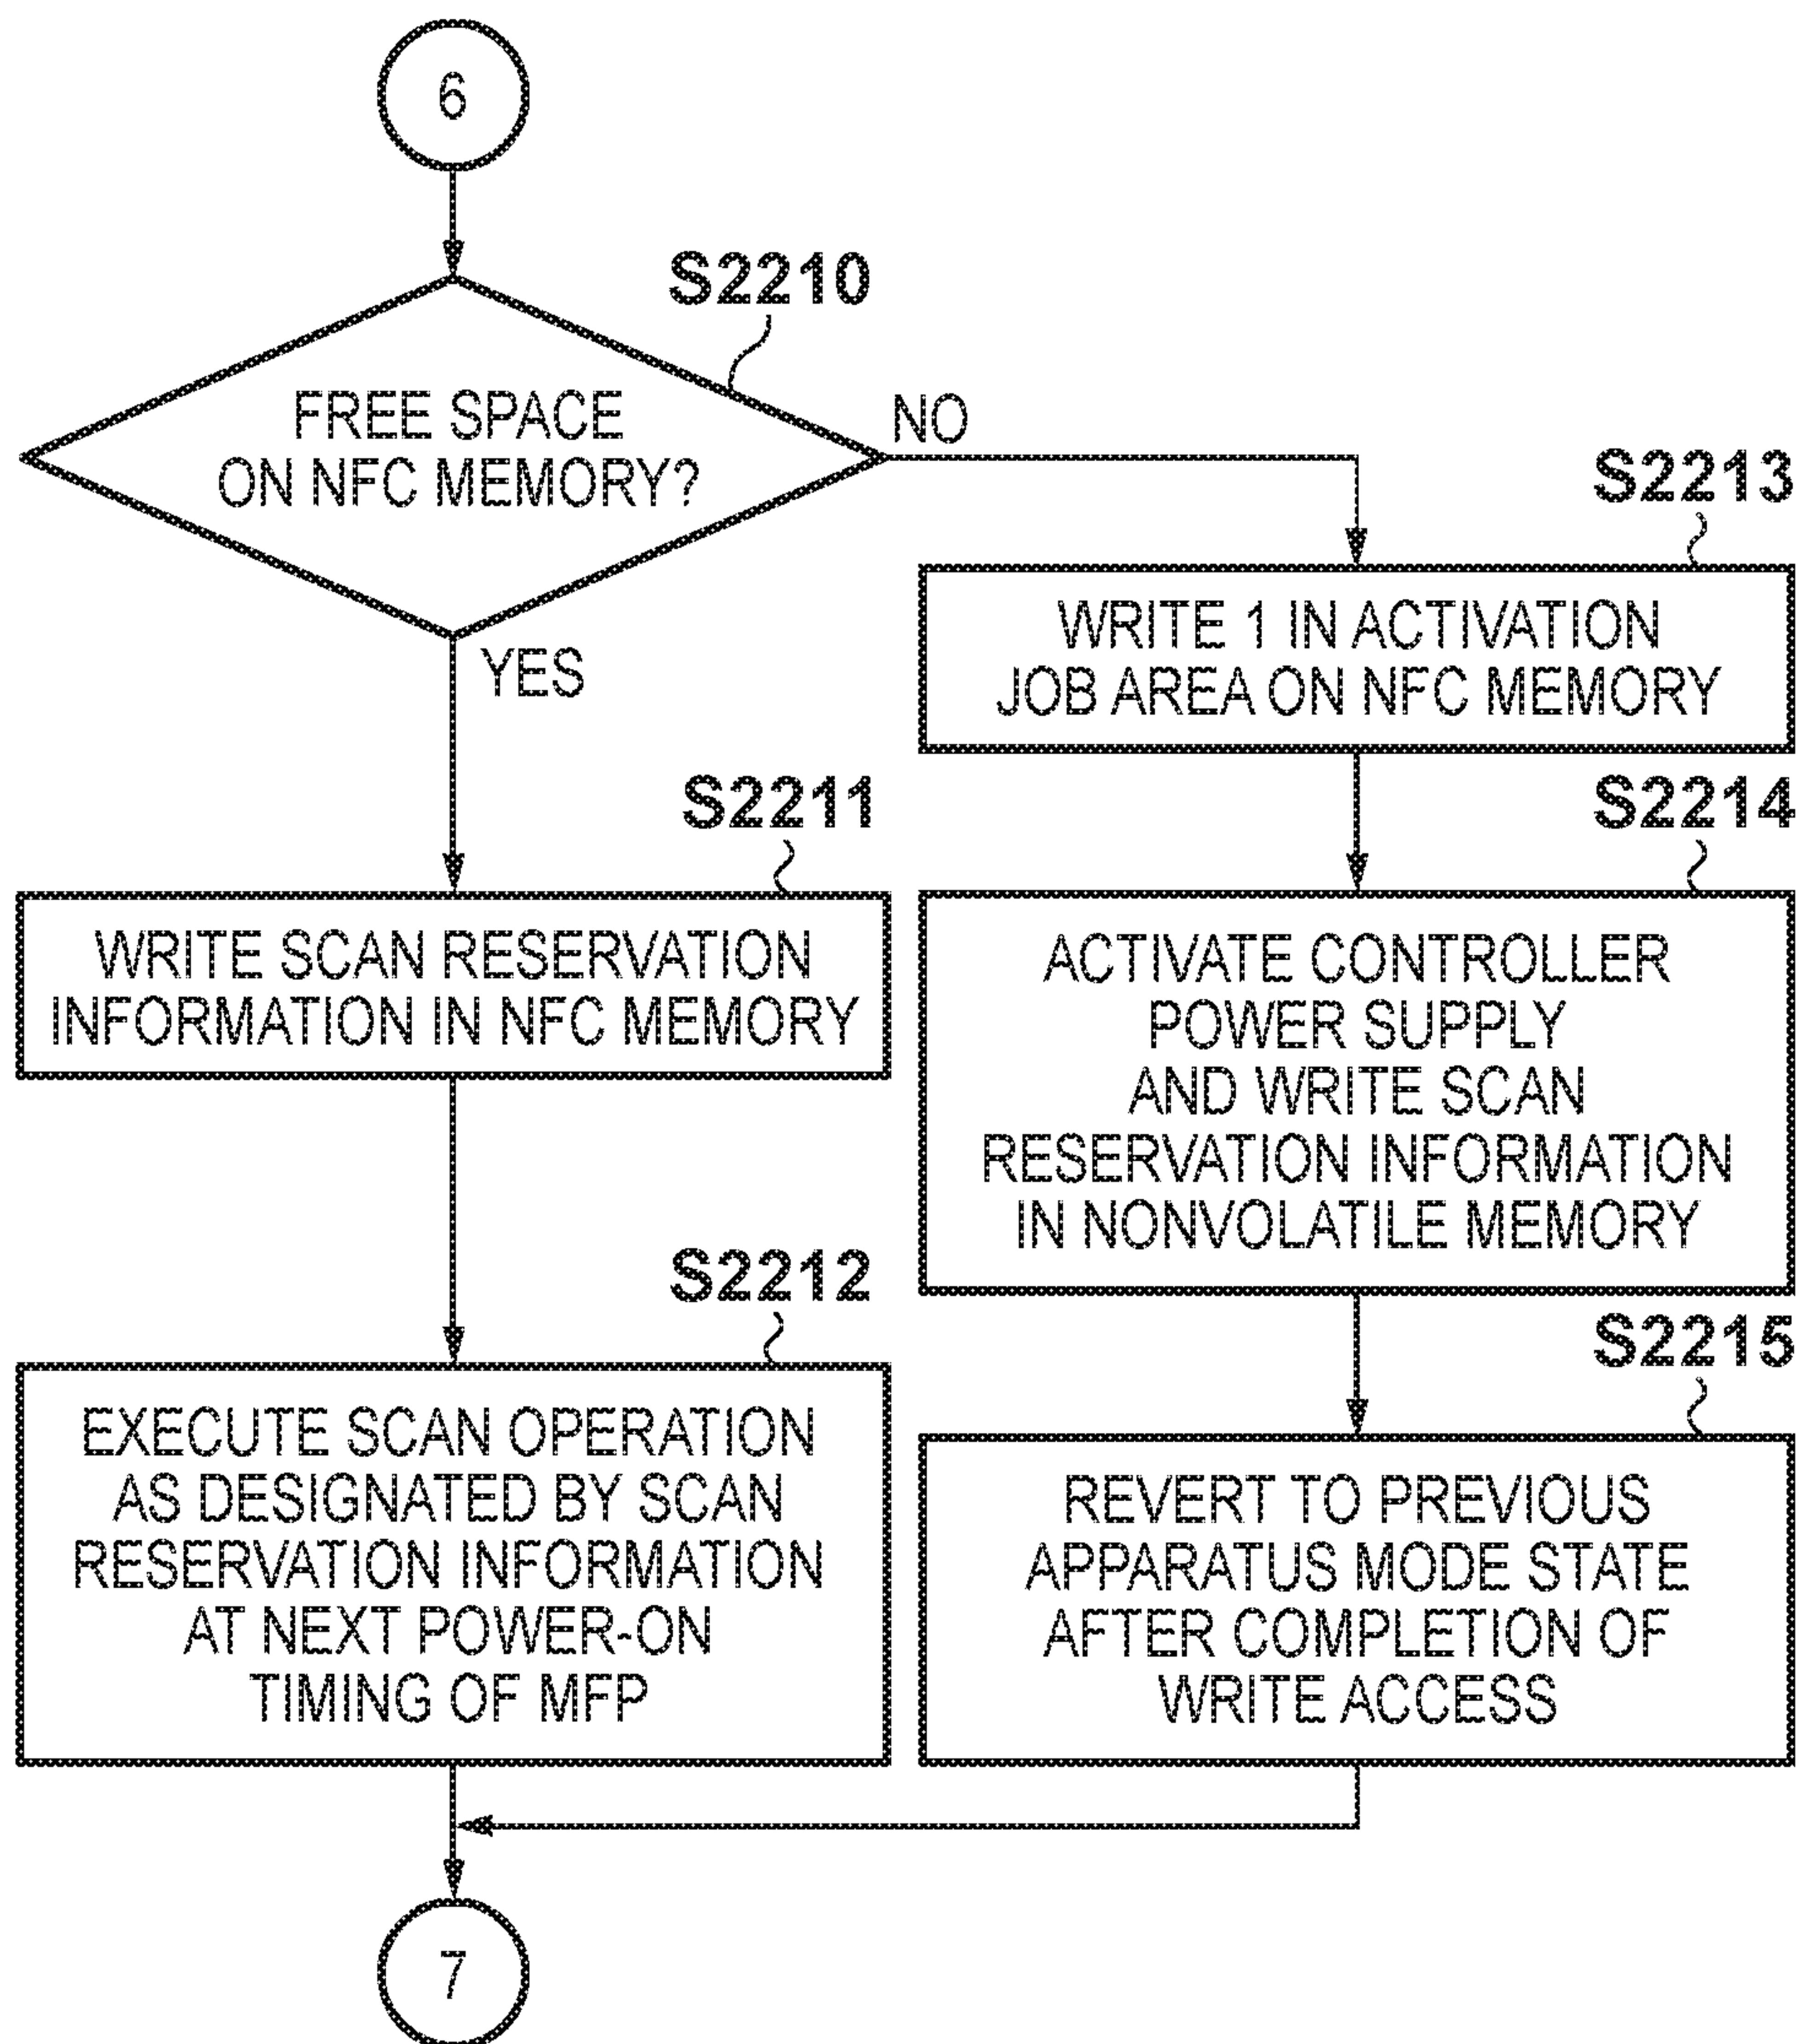 6
S2210
FREE SPACE
ON NFC MEMORY?
NO
YES
S2213
WRITE 1 IN ACTIVATION
JOB AREA ON NFC MEMORY
S2211
WRITE SCAN RESERVATION
INFORMATION IN NFC MEMORY
S2214
ACTIVATE CONTROLLER
POWER SUPPLY
AND WRITE SCAN
RESERVATION INFORMATION
IN NONVOLATILE MEMORY
S2212
EXECUTE SCAN OPERATION
AS DESIGNATED BY SCAN
RESERVATION INFORMATION
AT NEXT POWER-ON
TIMING OF MFP
S2215
REVERT TO PREVIOUS
APPARATUS MODE STATE
AFTER COMPLETION OF
WRITE ACCESS
7